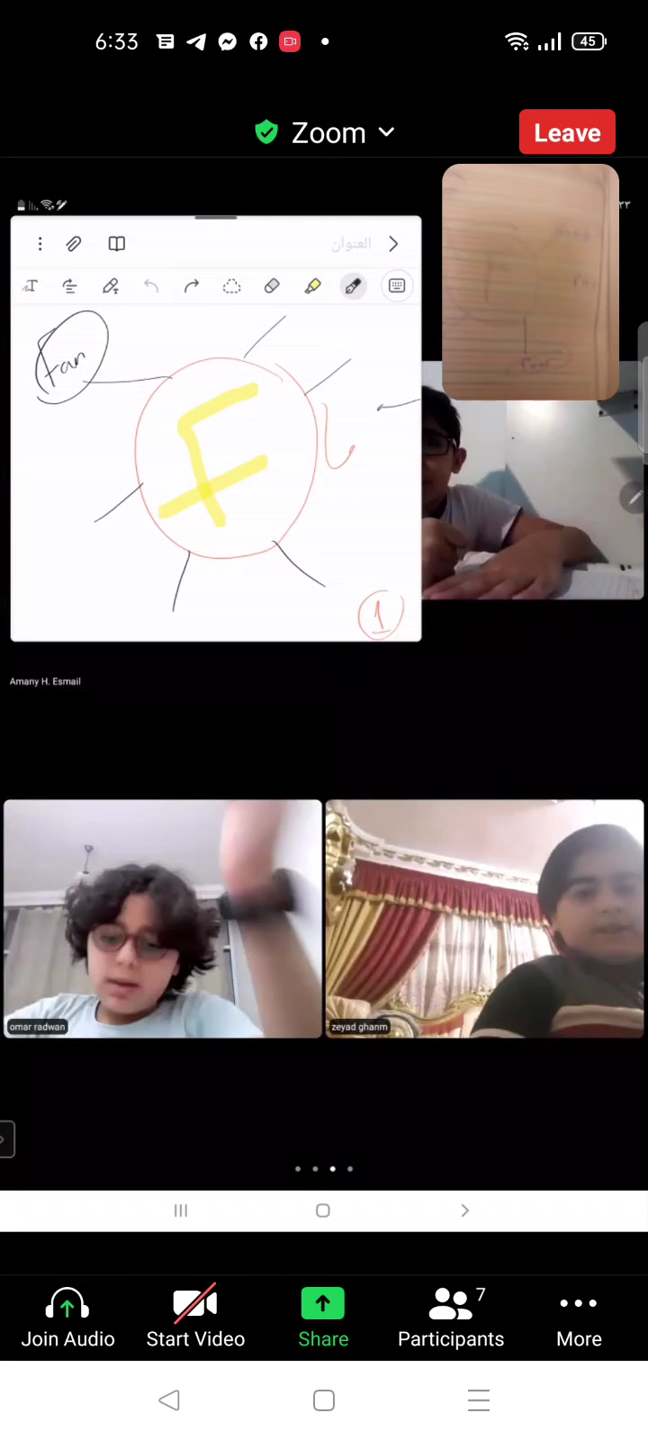 6:33
45
Zoom
Leave
٣٣
العنوان
T
Fan
F
1
Amany H. Esmail
omar radwan
zeyad ghanm
7
Join Audio
Start Video
Share
Participants
More